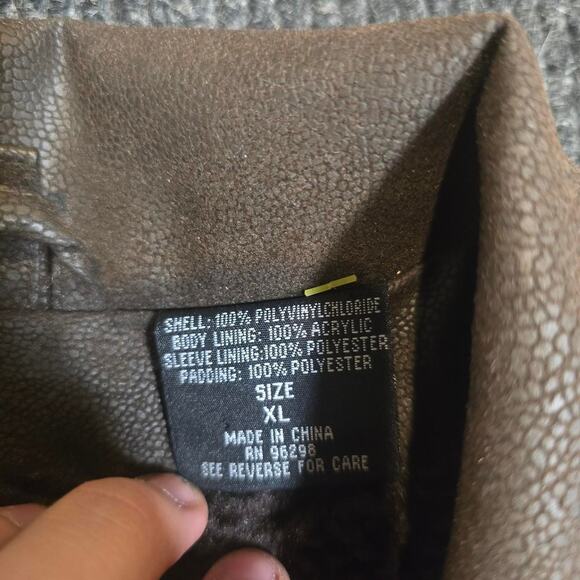 SHELL: 100% POLYVINYLCHLORIDE
BODY LINING: 100% ACRYLIC
SLEEVE LINING:100% POLYESTER
PADDING: 100% POLYESTER
SIZE
XL
MADE IN CHINA
RN 96298
SEE REVERSE FOR CARE